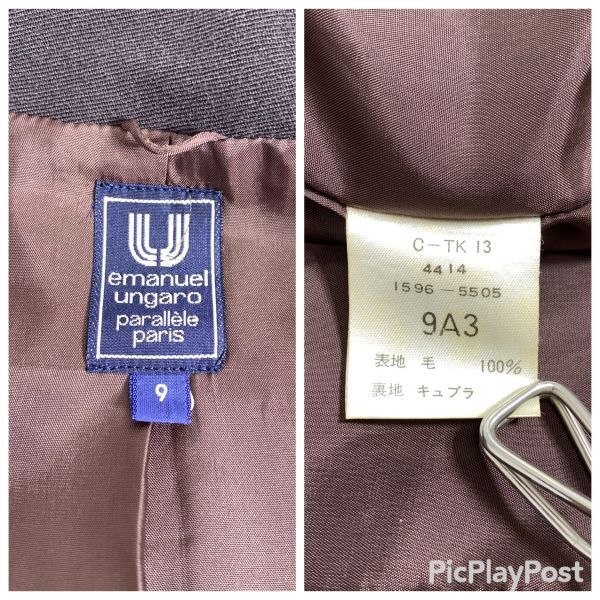 emanuel
ungaro
parallèle
paris
9
C-TK 13
4414
1596-5505
9A3
表地 毛 100%
裏地 キュプラ
PicPlayPost